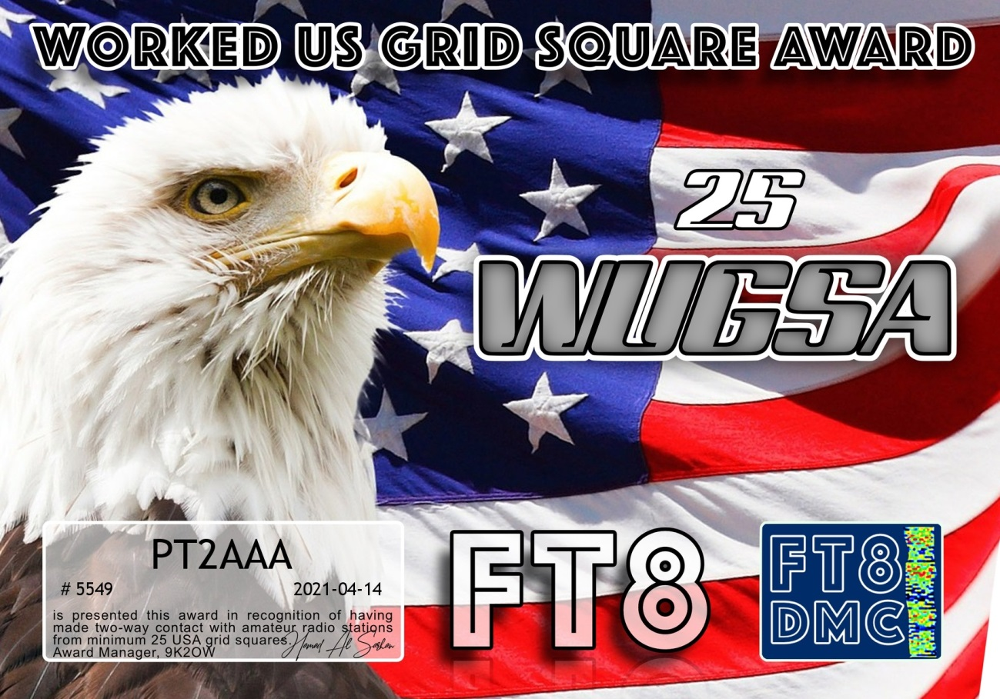 WORKED US GRID SQUARE AWARD
25
WUGSA
PT2AAA
# 5549 2021-04-14
is presented this award in recognition of having
made two-way contact with amateur radio stations
from minimum 25 USA grid squares.
Hamad Al Sarhan
Award Manager, 9K2OW
FT8
FT8
DMC